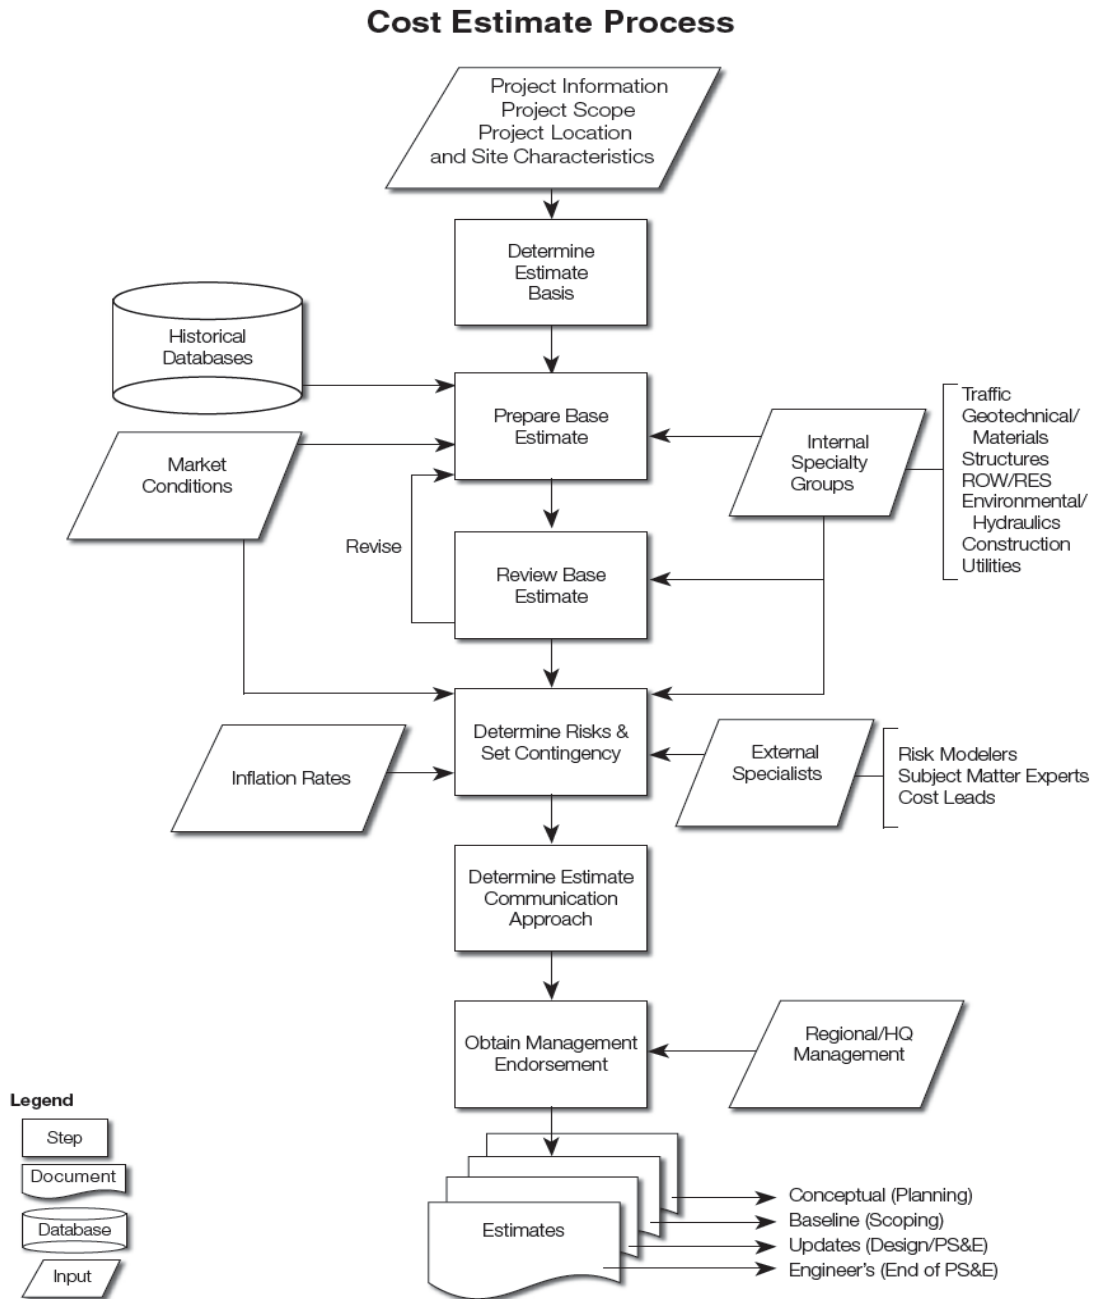 Cost Estimate Process
Project Information
Project Scope
Project Location
and Site Characteristics
Determine
Estimate
Basis
Historical
Databases
Prepare Base
Estimate
Market
Conditions
Internal
Specialty
Groups
Traffic
Geotechnical/
Materials
Structures
ROW/RES
Environmental/
Hydraulics
Construction
Utilities
Revise
Review Base
Estimate
Determine Risks &
Set Contingency
Inflation Rates
External
Specialists
Risk Modelers
Subject Matter Experts
Cost Leads
Determine Estimate
Communication
Approach
Obtain Management
Endorsement
Regional/HQ
Management
Legend
Step
Document
Database
Input
Estimates
Conceptual (Planning)
Baseline (Scoping)
Updates (Design/PS&E)
Engineer's (End of PS&E)